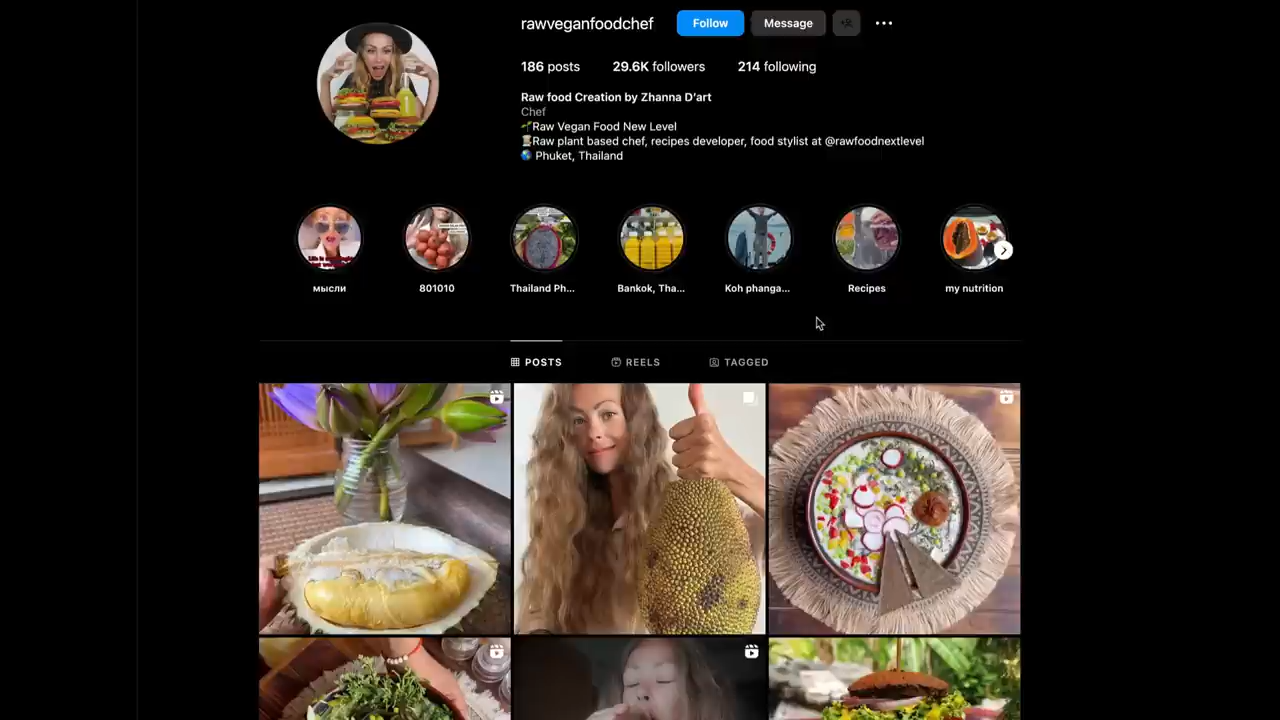 rawveganfoodchef Follow Message
186 posts 29.6K followers 214 following
Raw food Creation by Zhanna D'art
Chef
🌱Raw Vegan Food New Level
📜Raw plant based chef, recipes developer, food stylist at @rawfoodnextlevel
🌏 Phuket, Thailand
мысли 801010 Thailand Ph... Bankok, Tha... Koh phanga... Recipes my nutrition
POSTS REELS TAGGED